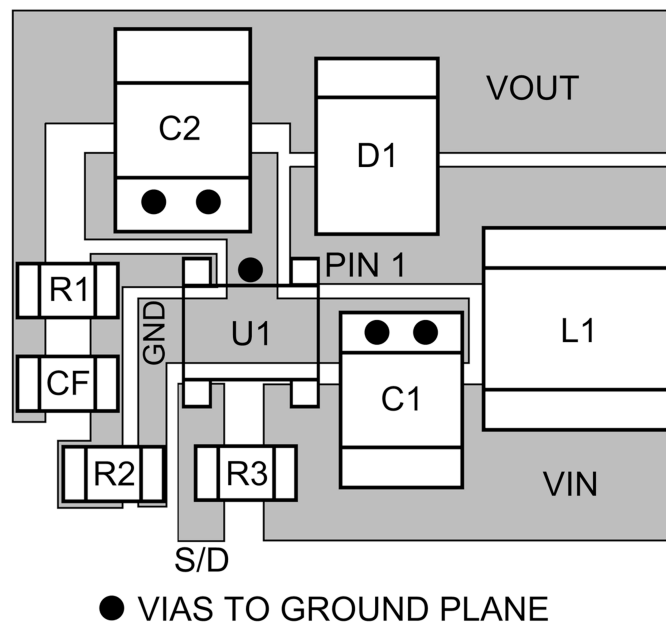 VOUT
C2
D1
PIN 1
R1
GND
U1
L1
CF
C1
R2
R3
VIN
S/D
VIAS TO GROUND PLANE